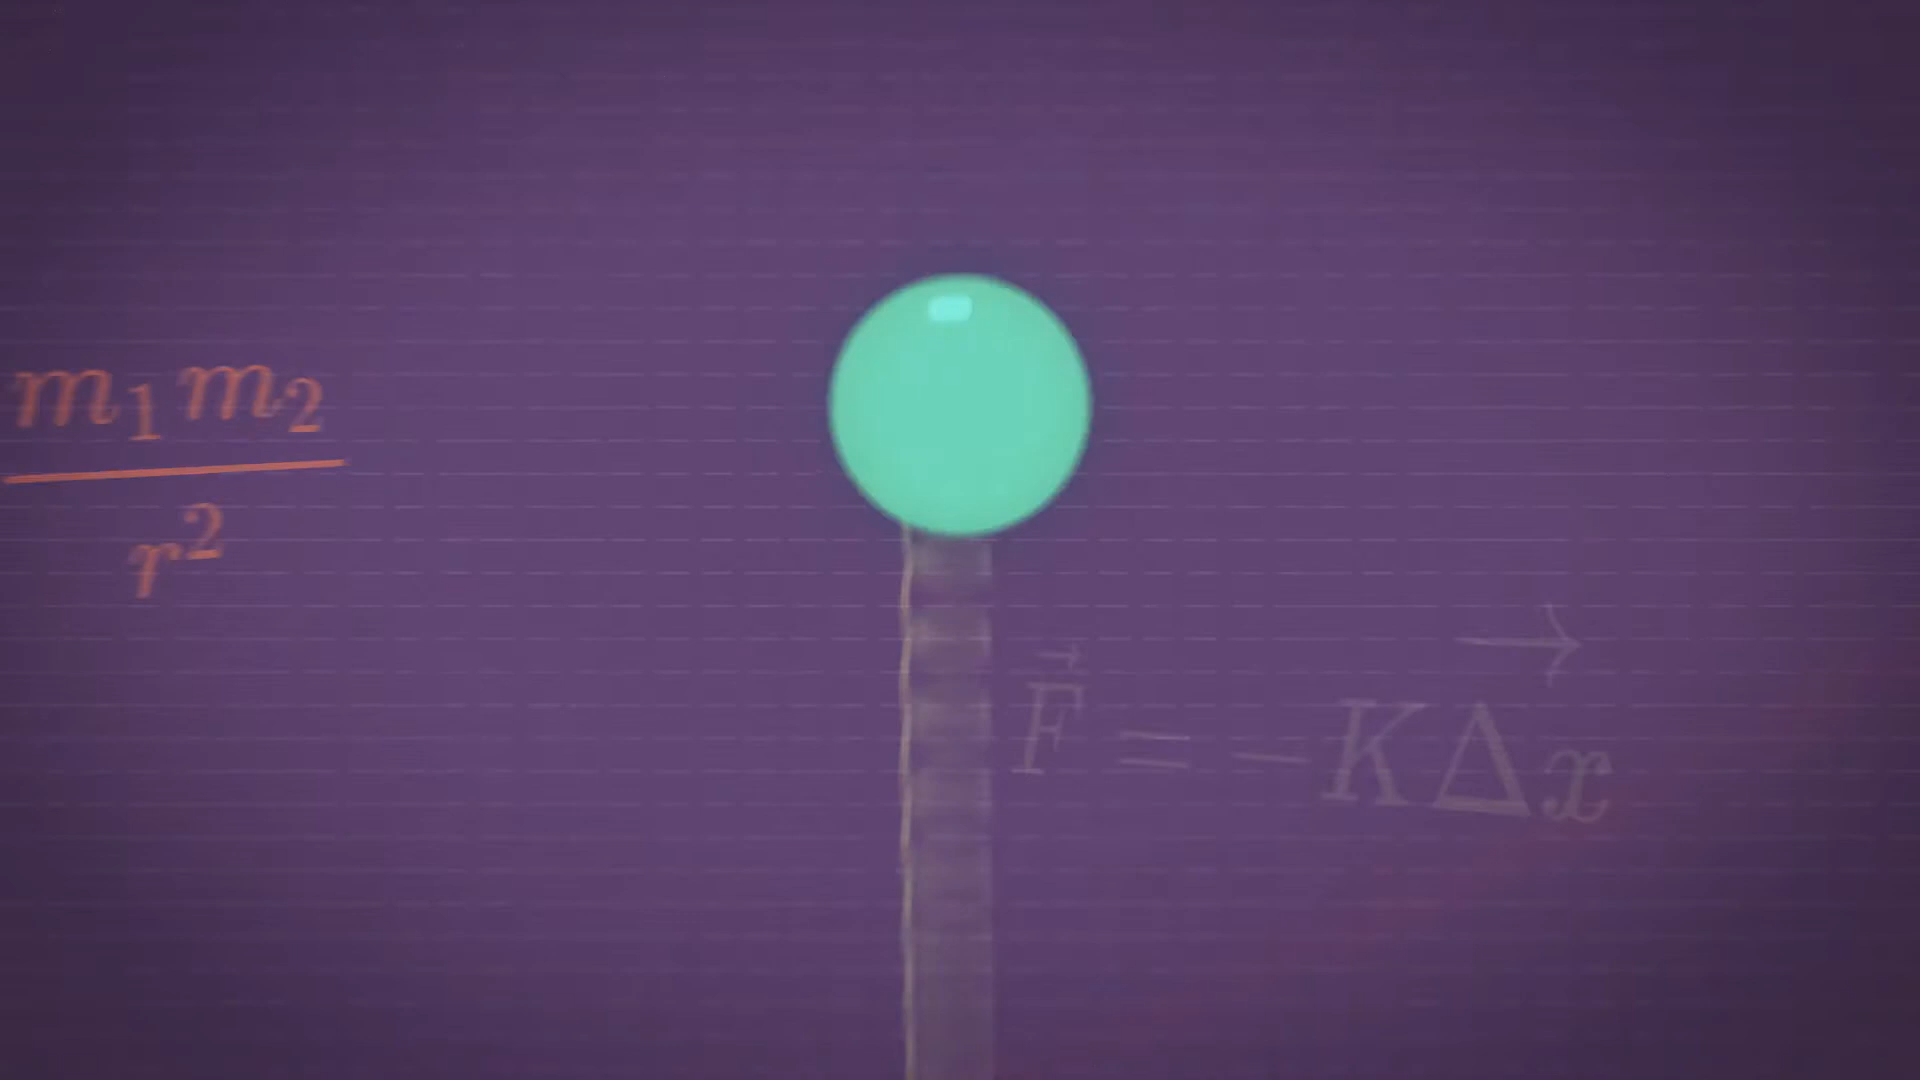 m₁m₂
r²
F⃗ = −KΔx⃗